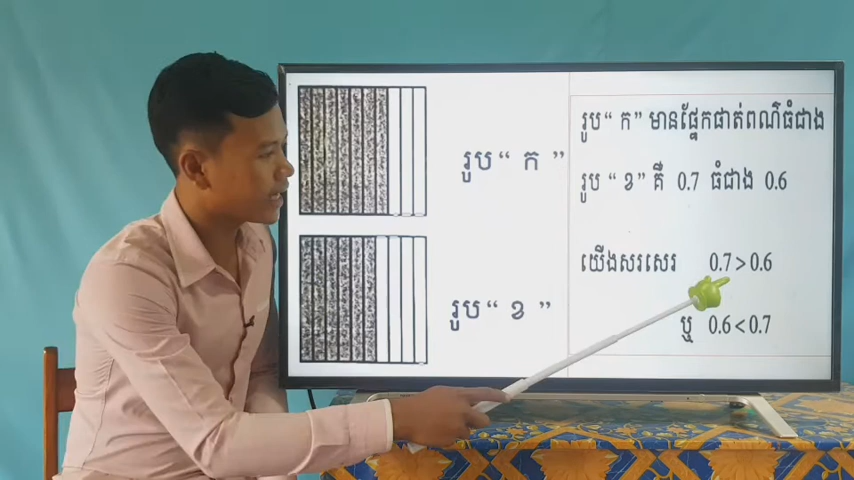 រូប“ ក ”
រូប“ ខ ”
រូប“ ក” មានផ្នែកផាត់ពណ៌ធំជាង
រូប “ ខ” គឺ 0.7 ធំជាង 0.6
យើងសរសេរ 0.7>0.6
ឬ 0.6<0.7